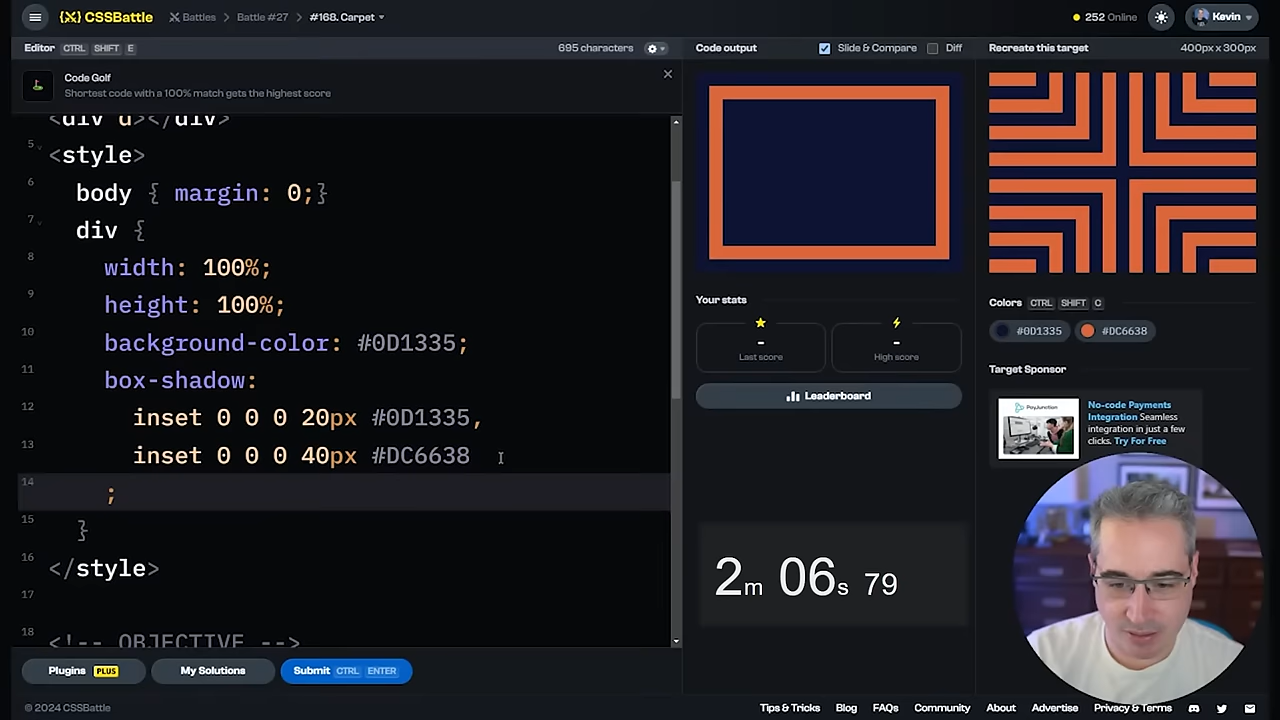 {X} CSSBattle
Battles > Battle #27 > #168. Carpet
252 Online
Kevin
Editor CTRL SHIFT E
695 characters
Code output
Slide & Compare
Diff
Recreate this target
400px x 300px
Code Golf
Shortest code with a 100% match gets the highest score
<div d></div>
5 <style>
6 body { margin: 0;}
7 div {
8 width: 100%;
9 height: 100%;
10 background-color: #0D1335;
11 box-shadow:
12 inset 0 0 0 20px #0D1335,
13 inset 0 0 0 40px #DC6638
14 ;
15 }
16 </style>
17
18 <!-- OBJECTIVE -->
Your stats
-
Last score
-
High score
Leaderboard
Colors CTRL SHIFT C
#0D1335
#DC6638
Target Sponsor
PayJunction
No-code Payments
Integration Seamless
integration in just a few
clicks. Try For Free
2m 06s 79
Plugins PLUS
My Solutions
Submit CTRL ENTER
© 2024 CSSBattle
Tips & Tricks
Blog
FAQs
Community
About
Advertise
Privacy & Terms